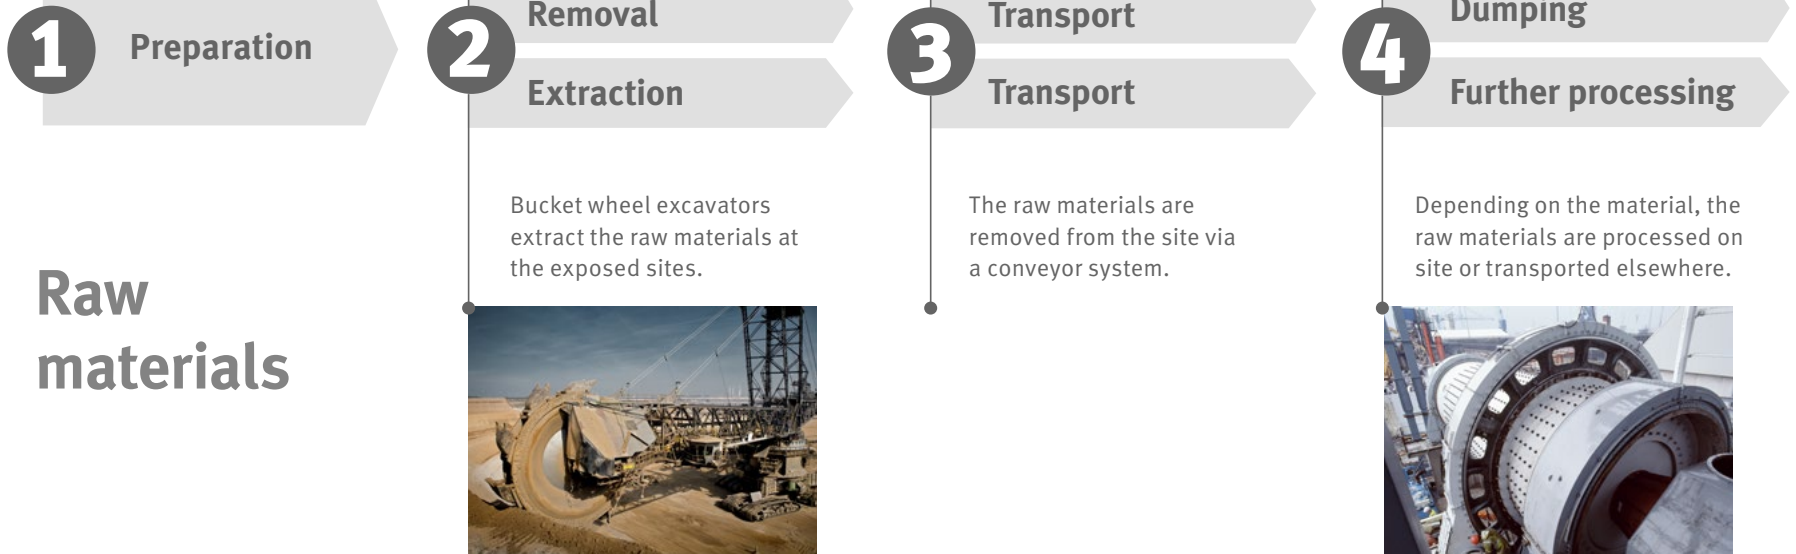 1
Preparation
2
Removal
Extraction
3
Transport
Transport
4
Dumping
Further processing
Raw
materials
Bucket wheel excavators
extract the raw materials at
the exposed sites.
The raw materials are
removed from the site via
a conveyor system.
Depending on the material, the
raw materials are processed on
site or transported elsewhere.